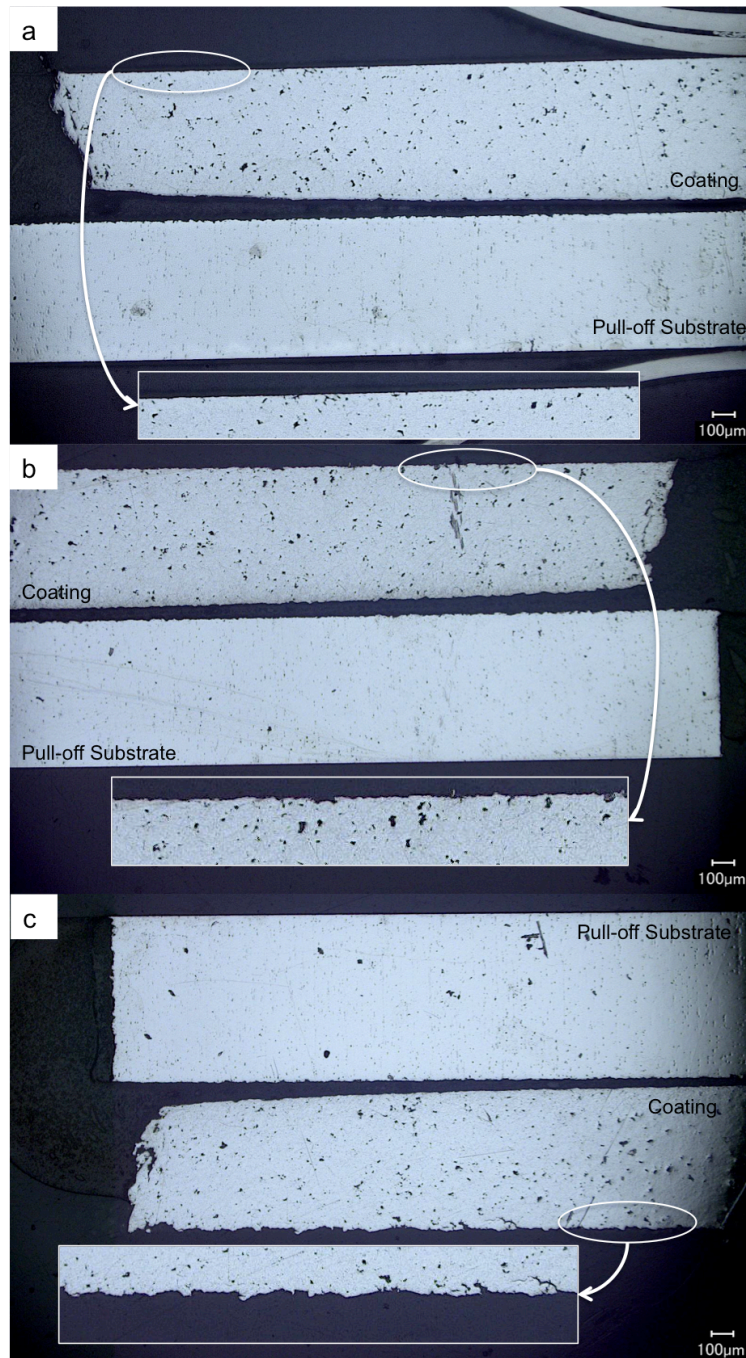 a
Coating
Pull-off Substrate
100µm
b
Coating
Pull-off Substrate
100µm
c
Pull-off Substrate
Coating
100µm